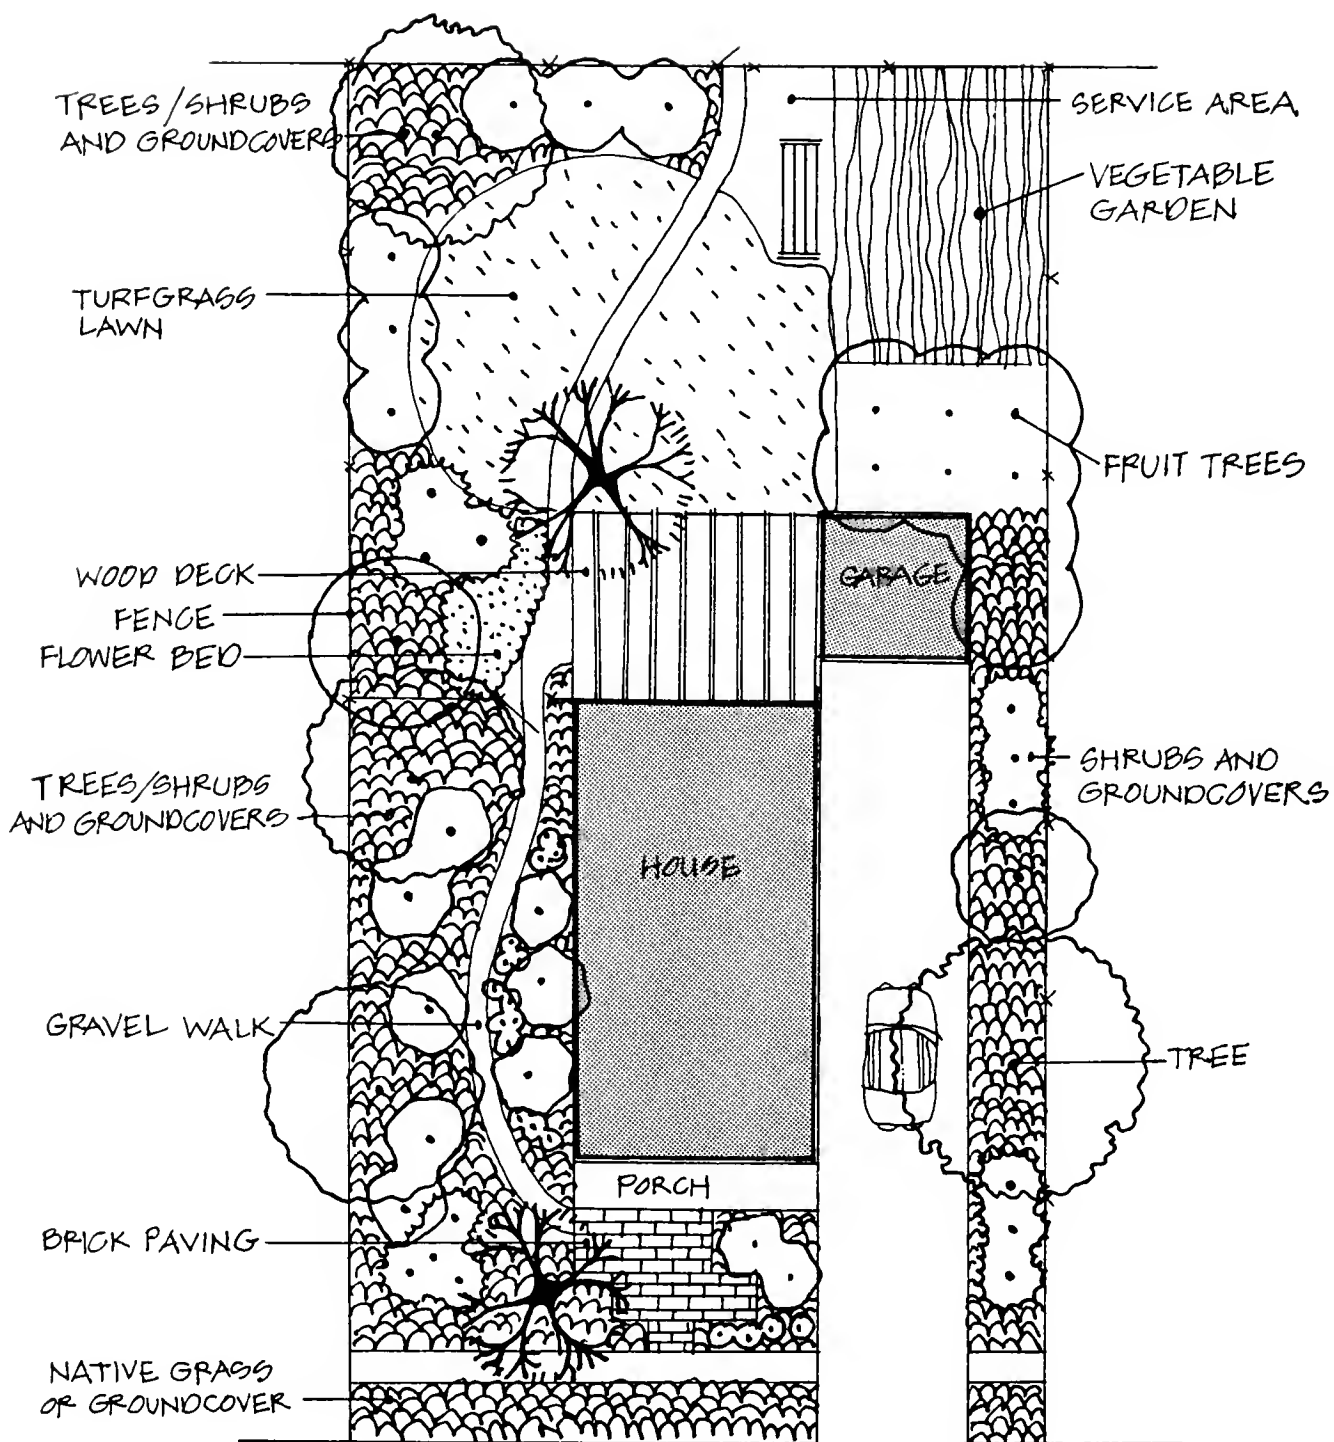 TREES/SHRUBS
AND GROUNDCOVERS
SERVICE AREA
VEGETABLE
GARDEN
TURFGRASS
LAWN
FRUIT TREES
WOOD DECK
GARAGE
FENCE
FLOWER BED
TREES/SHRUBS
AND GROUNDCOVERS
SHRUBS AND
GROUNDCOVERS
HOUSE
GRAVEL WALK
TREE
PORCH
BRICK PAVING
NATIVE GRASS
OR GROUNDCOVER